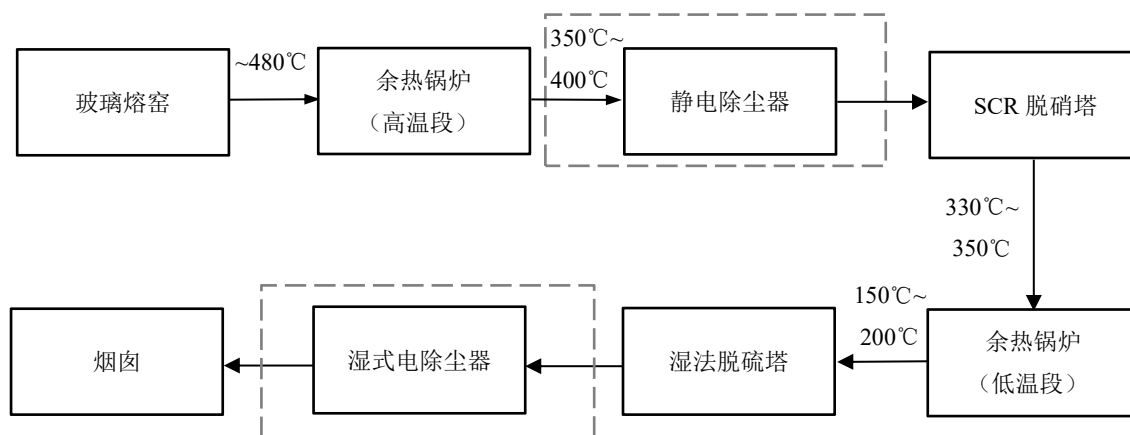 玻璃熔窑
~480℃
余热锅炉
（高温段）
350℃~
400℃
静电除尘器
SCR 脱硝塔
330℃~
350℃
余热锅炉
（低温段）
150℃~
200℃
湿法脱硫塔
湿式电除尘器
烟囱